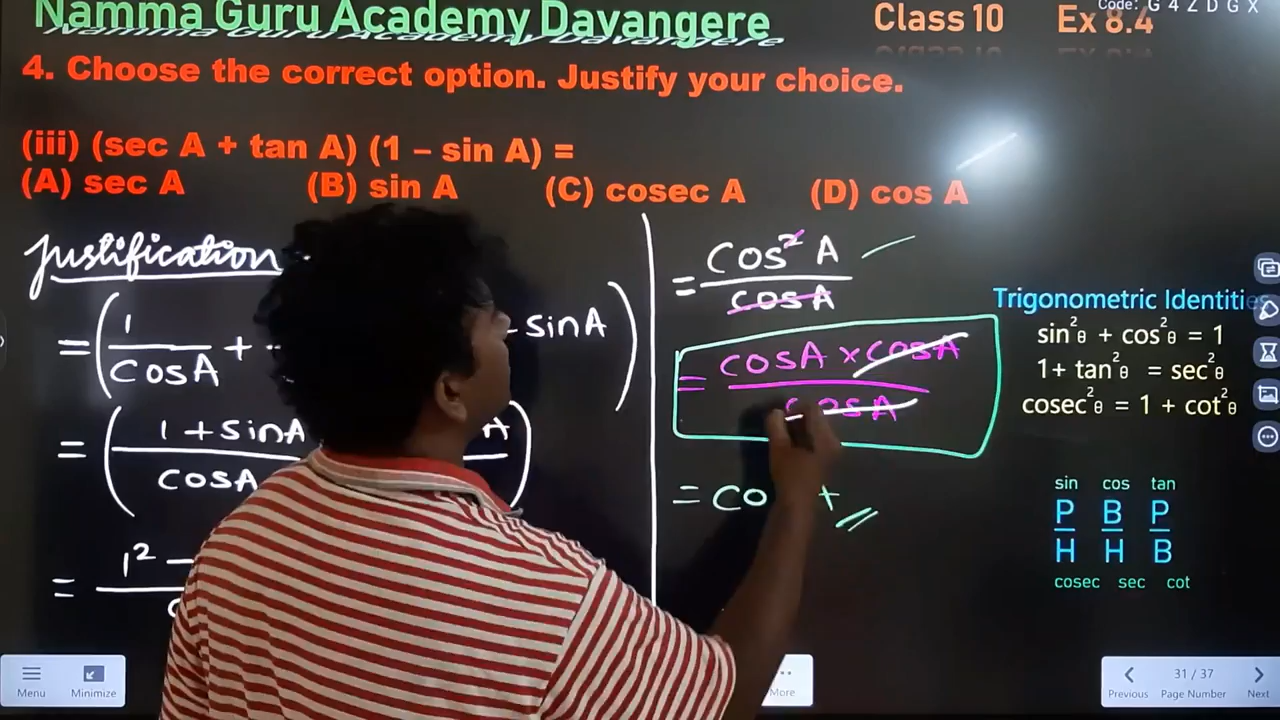 Namma Guru Academy Davangere
Class 10 Ex 8.4
Code: G 4 Z D G X
4. Choose the correct option. Justify your choice.
(iii) (sec A + tan A) (1 – sin A) =
(A) sec A (B) sin A (C) cosec A (D) cos A
Justification
= (1/cosA + - sinA)
= (1 + sinA / cosA
= 1² –
= cos²A / cosA
= cosA × cosA / cosA
= co
Trigonometric Identitie
sin²θ + cos²θ = 1
1+ tan²θ = sec²θ
cosec²θ = 1 + cot²θ
sin cos tan
P B P
H H B
cosec sec cot
Menu Minimize More Previous 31 / 37 Page Number Next